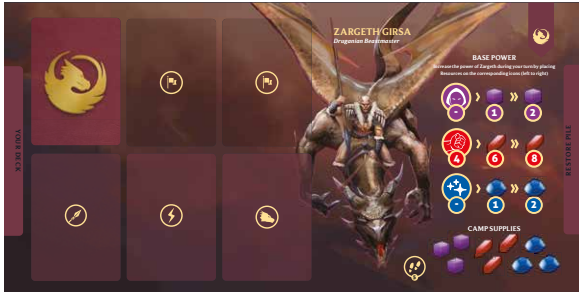 ZARGETH/GIRSA
Draganian Beastmaster
BASE POWER
Increase the power of Zargeth during your turn by placing
Resources on the corresponding icons (left to right)
- 1 2
4 6 8
- 1 2
CAMP SUPPLIES
YOUR DECK
RESTORE PILE